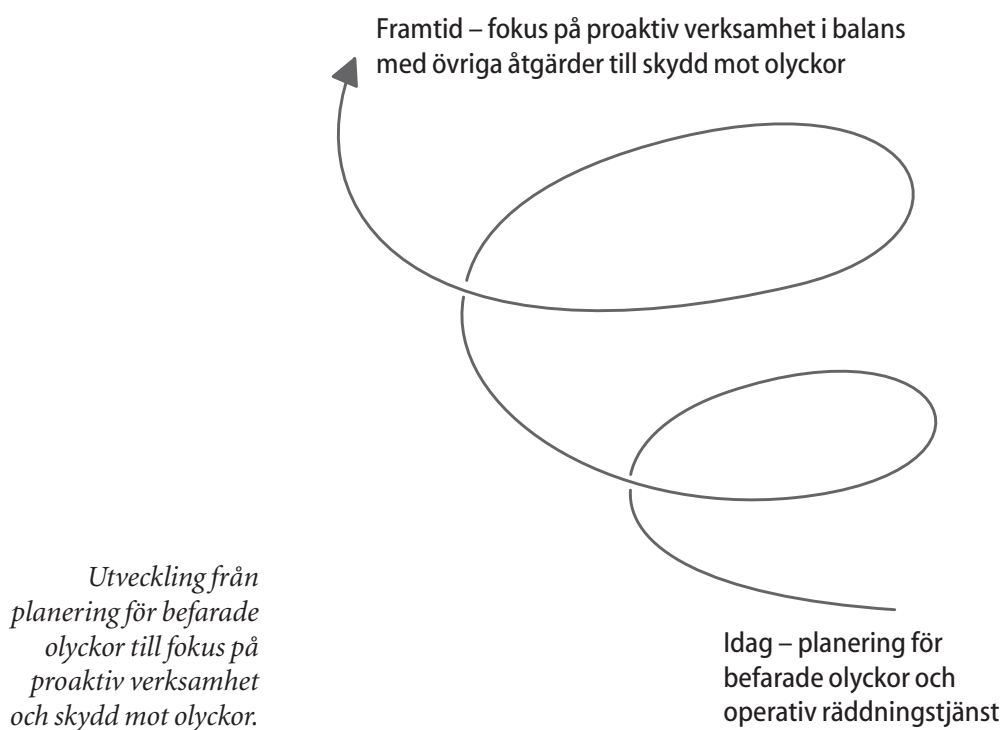 Framtid – fokus på proaktiv verksamhet i balans
med övriga åtgärder till skydd mot olyckor
Utveckling från
planering för befarade
olyckor till fokus på
proaktiv verksamhet
och skydd mot olyckor.
Idag – planering för
befarade olyckor och
operativ räddningstjänst